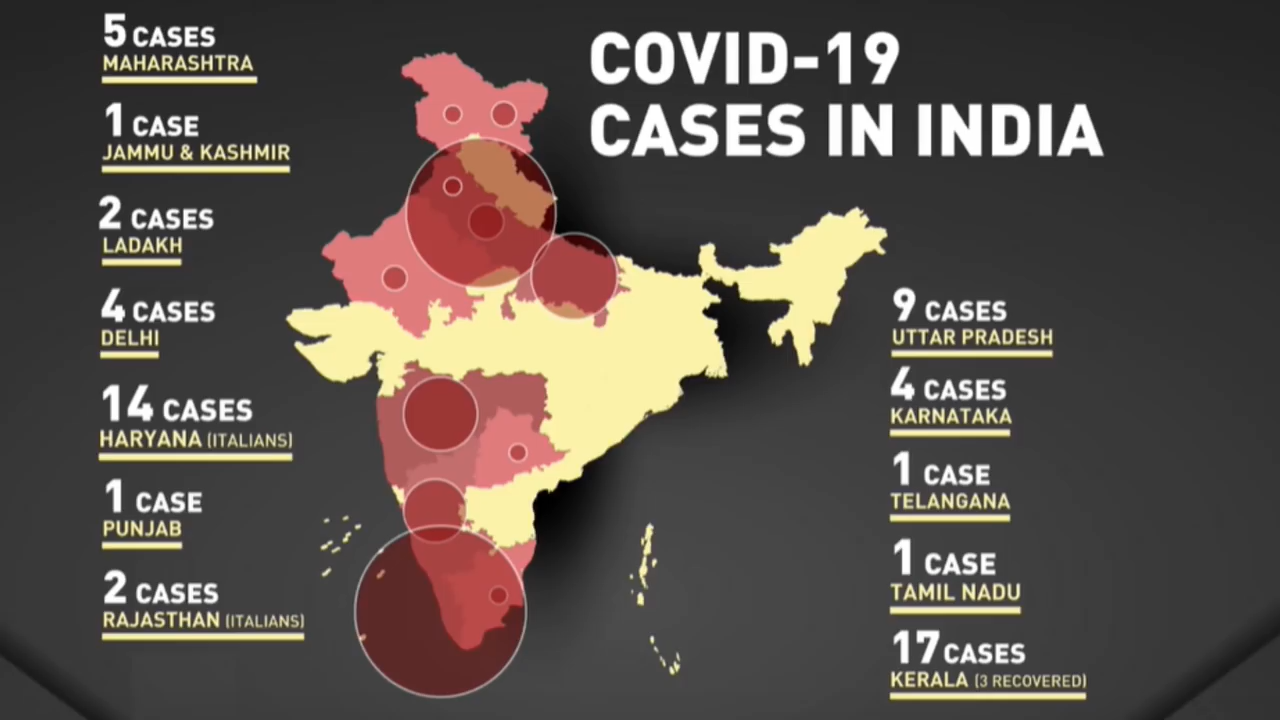 COVID-19
CASES IN INDIA
5 CASES
MAHARASHTRA
1 CASE
JAMMU & KASHMIR
2 CASES
LADAKH
4 CASES
DELHI
14 CASES
HARYANA (ITALIANS)
1 CASE
PUNJAB
2 CASES
RAJASTHAN (ITALIANS)
9 CASES
UTTAR PRADESH
4 CASES
KARNATAKA
1 CASE
TELANGANA
1 CASE
TAMIL NADU
17 CASES
KERALA (3 RECOVERED)